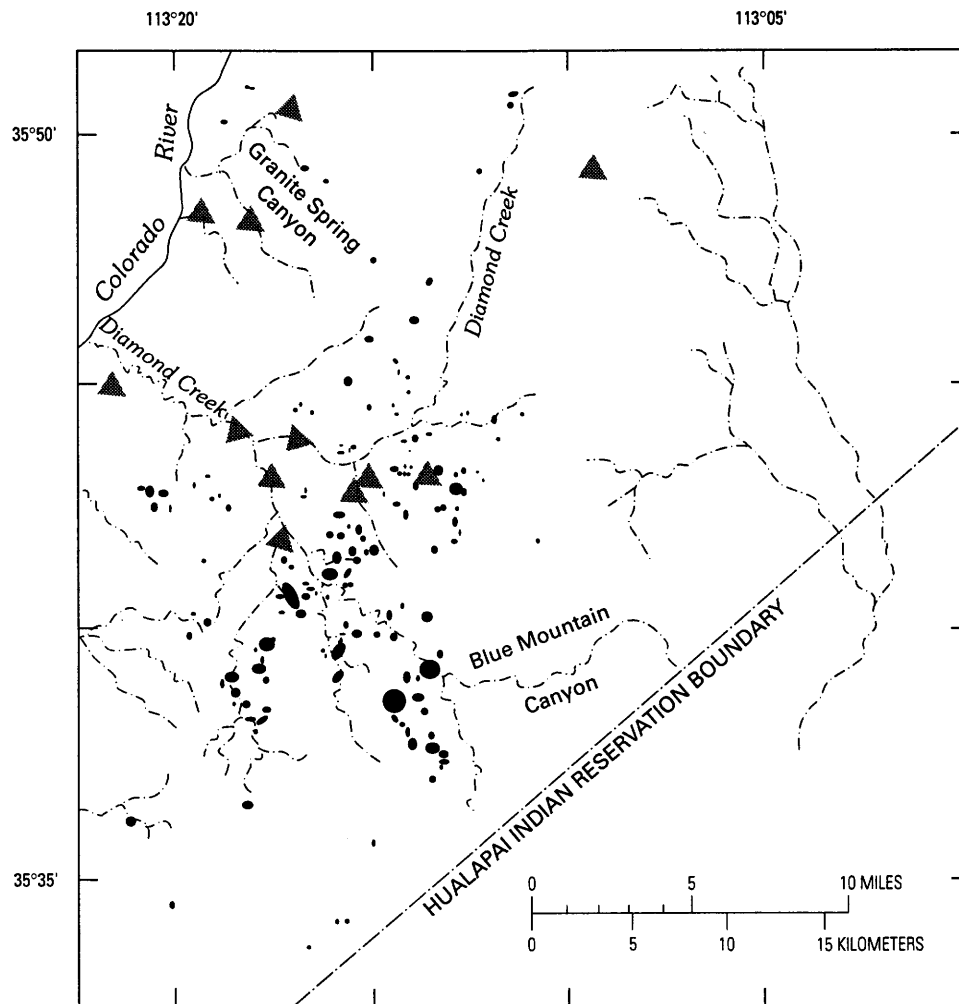 113°20'
113°05'
35°50'
River
Granite Spring
Canyon
Colorado
Diamond Creek
Diamond Creek
Blue Mountain
Canyon
HUALAPAI INDIAN RESERVATION BOUNDARY
35°35'
0 5 10 MILES
0 5 10 15 KILOMETERS